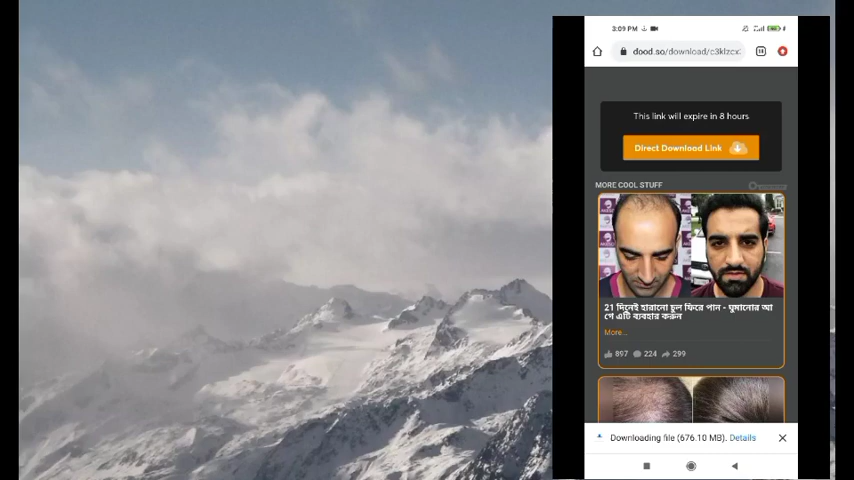 3:09 PM
dood.so/download/c3klzcx
This link will expire in 8 hours
Direct Download Link
MORE COOL STUFF
21 দিনেই হারানো চুল ফিরে পান - ঘুমানোর আ
গে এটি ব্যবহার করুন
More...
897 224 299
Downloading file (676.10 MB). Details